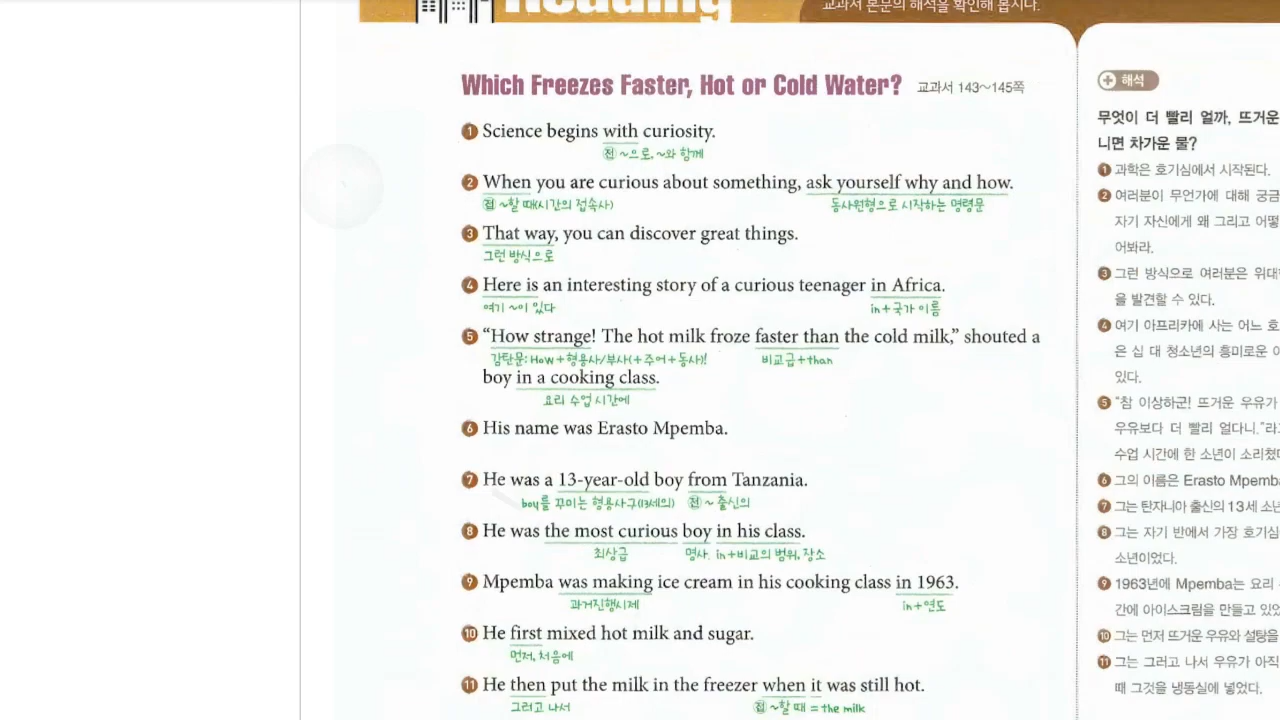 Reading
교과서 본문의 해석을 확인해 봅시다.
Which Freezes Faster, Hot or Cold Water? 교과서 143~145쪽
1 Science begins with curiosity.
전 ~으로, ~와 함께
2 When you are curious about something, ask yourself why and how.
접 ~할 때(시간의 접속사) 동사원형으로 시작하는 명령문
3 That way, you can discover great things.
그런 방식으로
4 Here is an interesting story of a curious teenager in Africa.
여기 ~이 있다 in+국가 이름
5 “How strange! The hot milk froze faster than the cold milk,” shouted a
감탄문: How+형용사/부사(+주어+동사)! 비교급+than
boy in a cooking class.
요리 수업 시간에
6 His name was Erasto Mpemba.
7 He was a 13-year-old boy from Tanzania.
boy를 꾸미는 형용사구(13세의) 전 ~ 출신의
8 He was the most curious boy in his class.
최상급 명사. in+비교의 범위, 장소
9 Mpemba was making ice cream in his cooking class in 1963.
과거진행시제 in+연도
10 He first mixed hot milk and sugar.
먼저, 처음에
11 He then put the milk in the freezer when it was still hot.
그러고 나서 접 ~할 때 = the milk
+ 해석
무엇이 더 빨리 얼까, 뜨거운
니면 차가운 물?
1 과학은 호기심에서 시작된다.
2 여러분이 무언가에 대해 궁금
자기 자신에게 왜 그리고 어떻
어봐라.
3 그런 방식으로 여러분은 위대한
을 발견할 수 있다.
4 여기 아프리카에 사는 어느 호
은 십 대 청소년의 흥미로운 이
있다.
5 "참 이상하군! 뜨거운 우유가
우유보다 더 빨리 얼다니."라고
수업 시간에 한 소년이 소리쳤다
6 그의 이름은 Erasto Mpemba
7 그는 탄자니아 출신의 13세 소년
8 그는 자기 반에서 가장 호기심
소년이었다.
9 1963년에 Mpemba는 요리
간에 아이스크림을 만들고 있었
10 그는 먼저 뜨거운 우유와 설탕을
11 그는 그러고 나서 우유가 아직
때 그것을 냉동실에 넣었다.